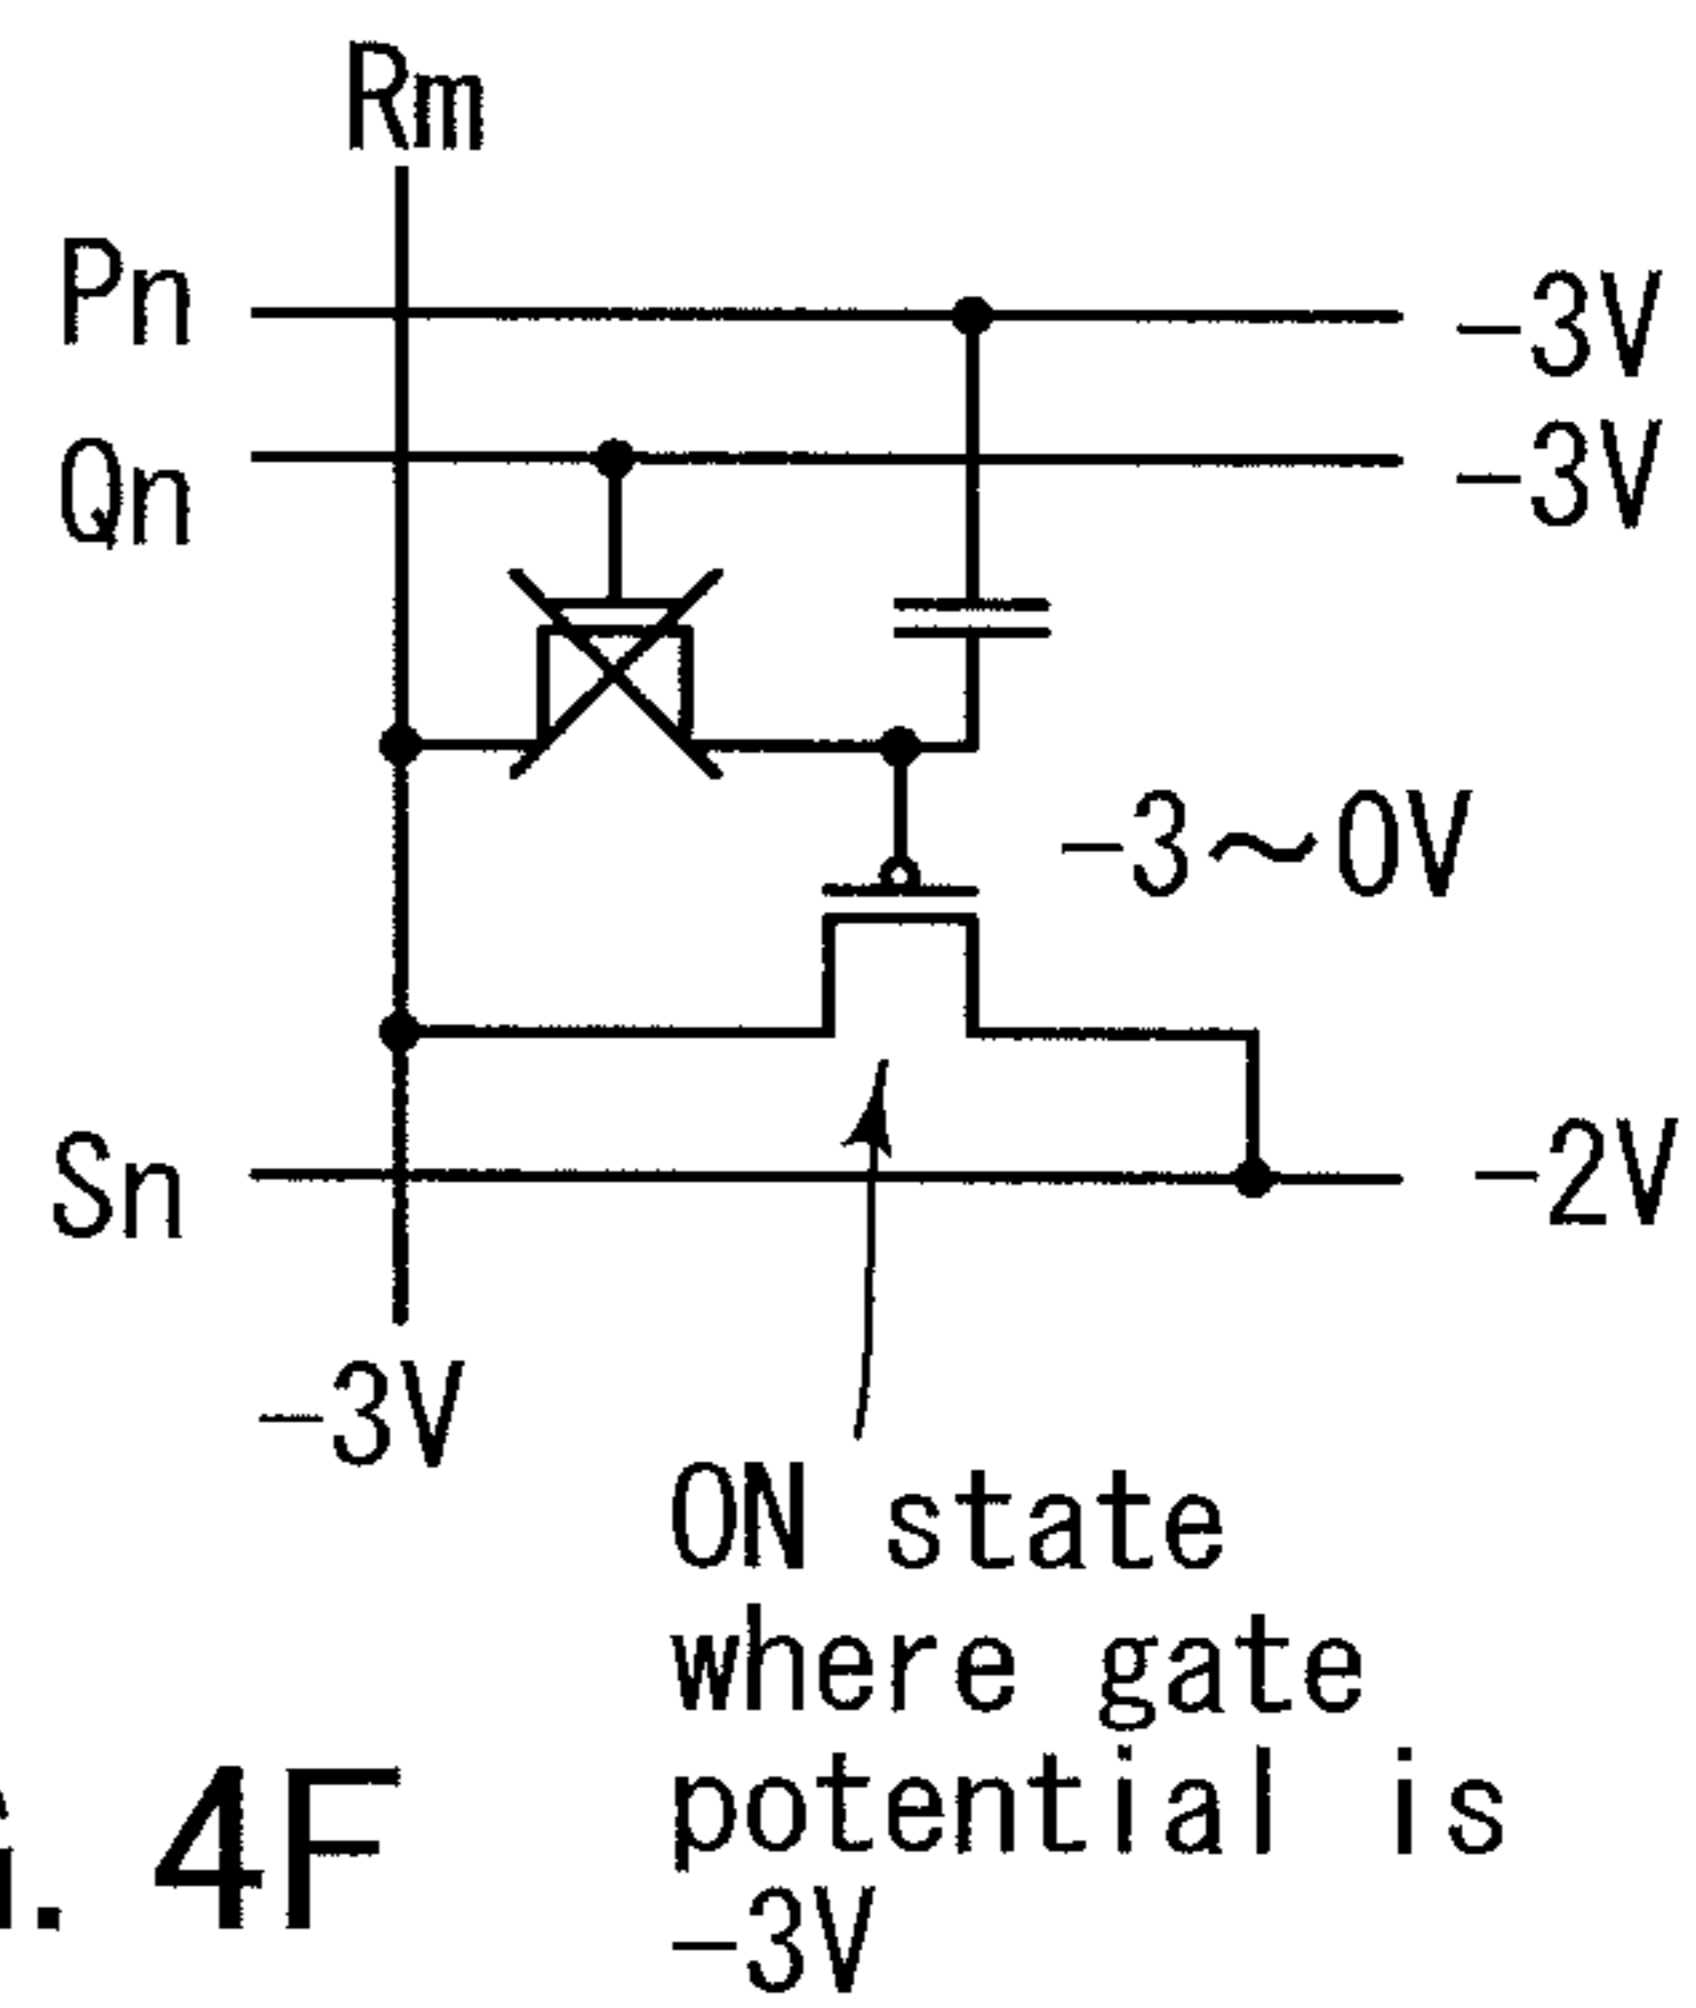 Rm
Pn
-3V
Qn
-3V
-3~0V
Sn
-2V
-3V
ON state
where gate
potential is
-3V
4F